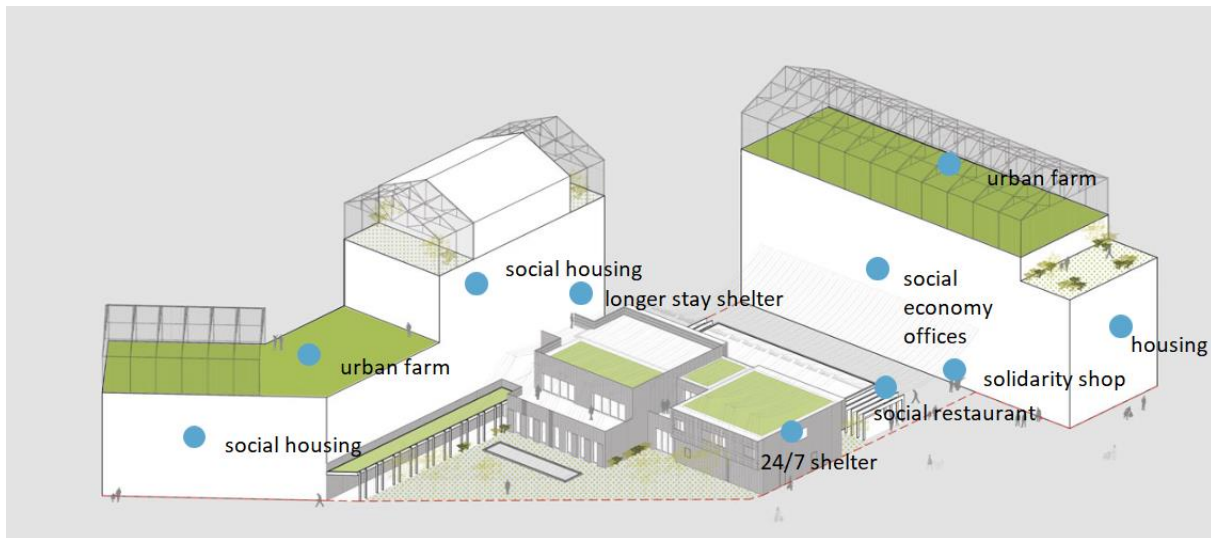 urban farm
social housing
longer stay shelter
social
economy
offices
housing
urban farm
solidarity shop
social restaurant
social housing
24/7 shelter